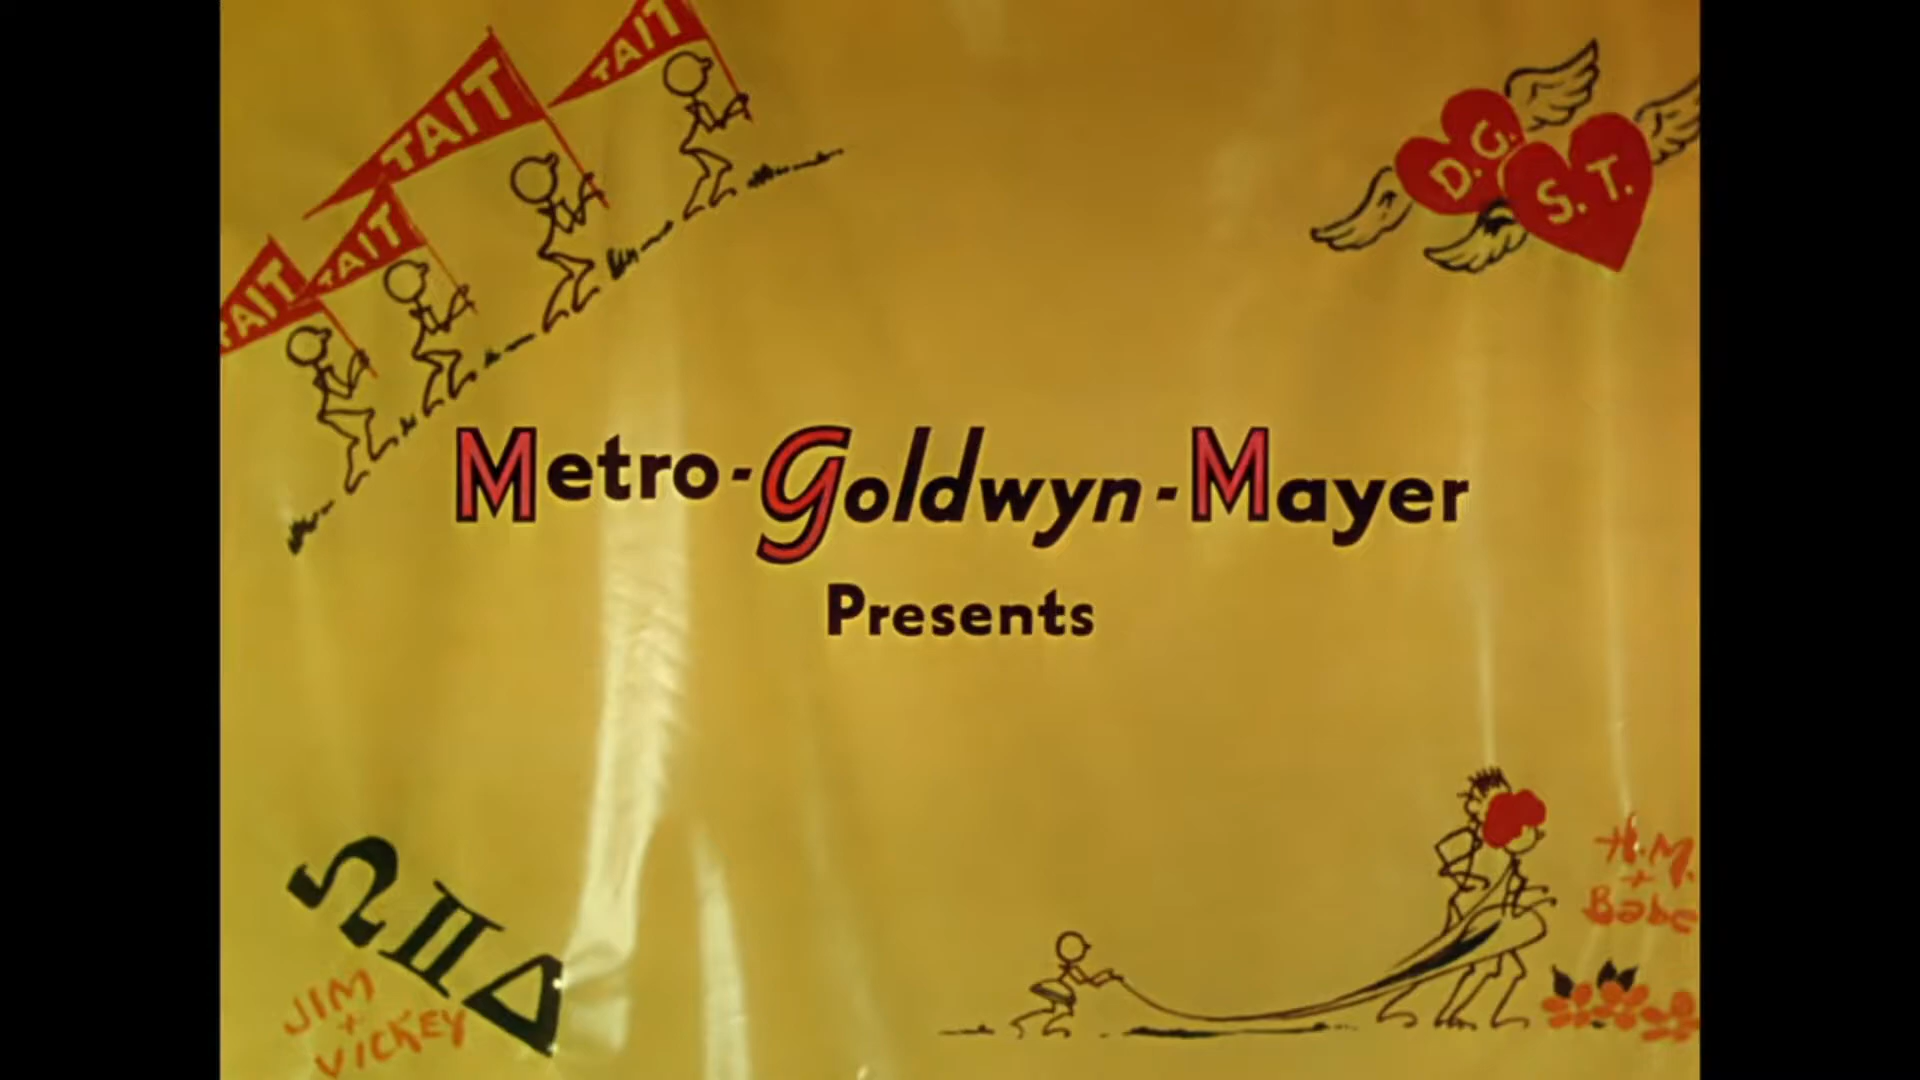 TAIT
TAIT
TAIT
TAIT
D.G.
S.T.
Metro-Goldwyn-Mayer
Presents
ΩΠΔ
JIM
+
VICKEY
H.M.
+
Babe